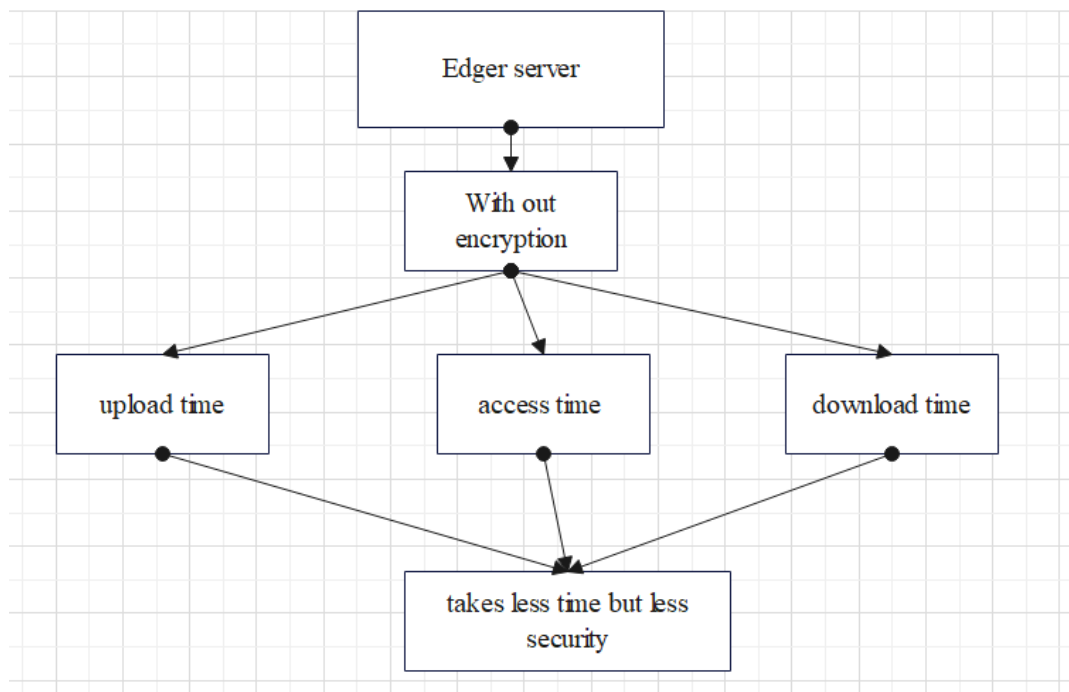 Edger server
With out
encryption
upload time
access time
download time
takes less time but less
security